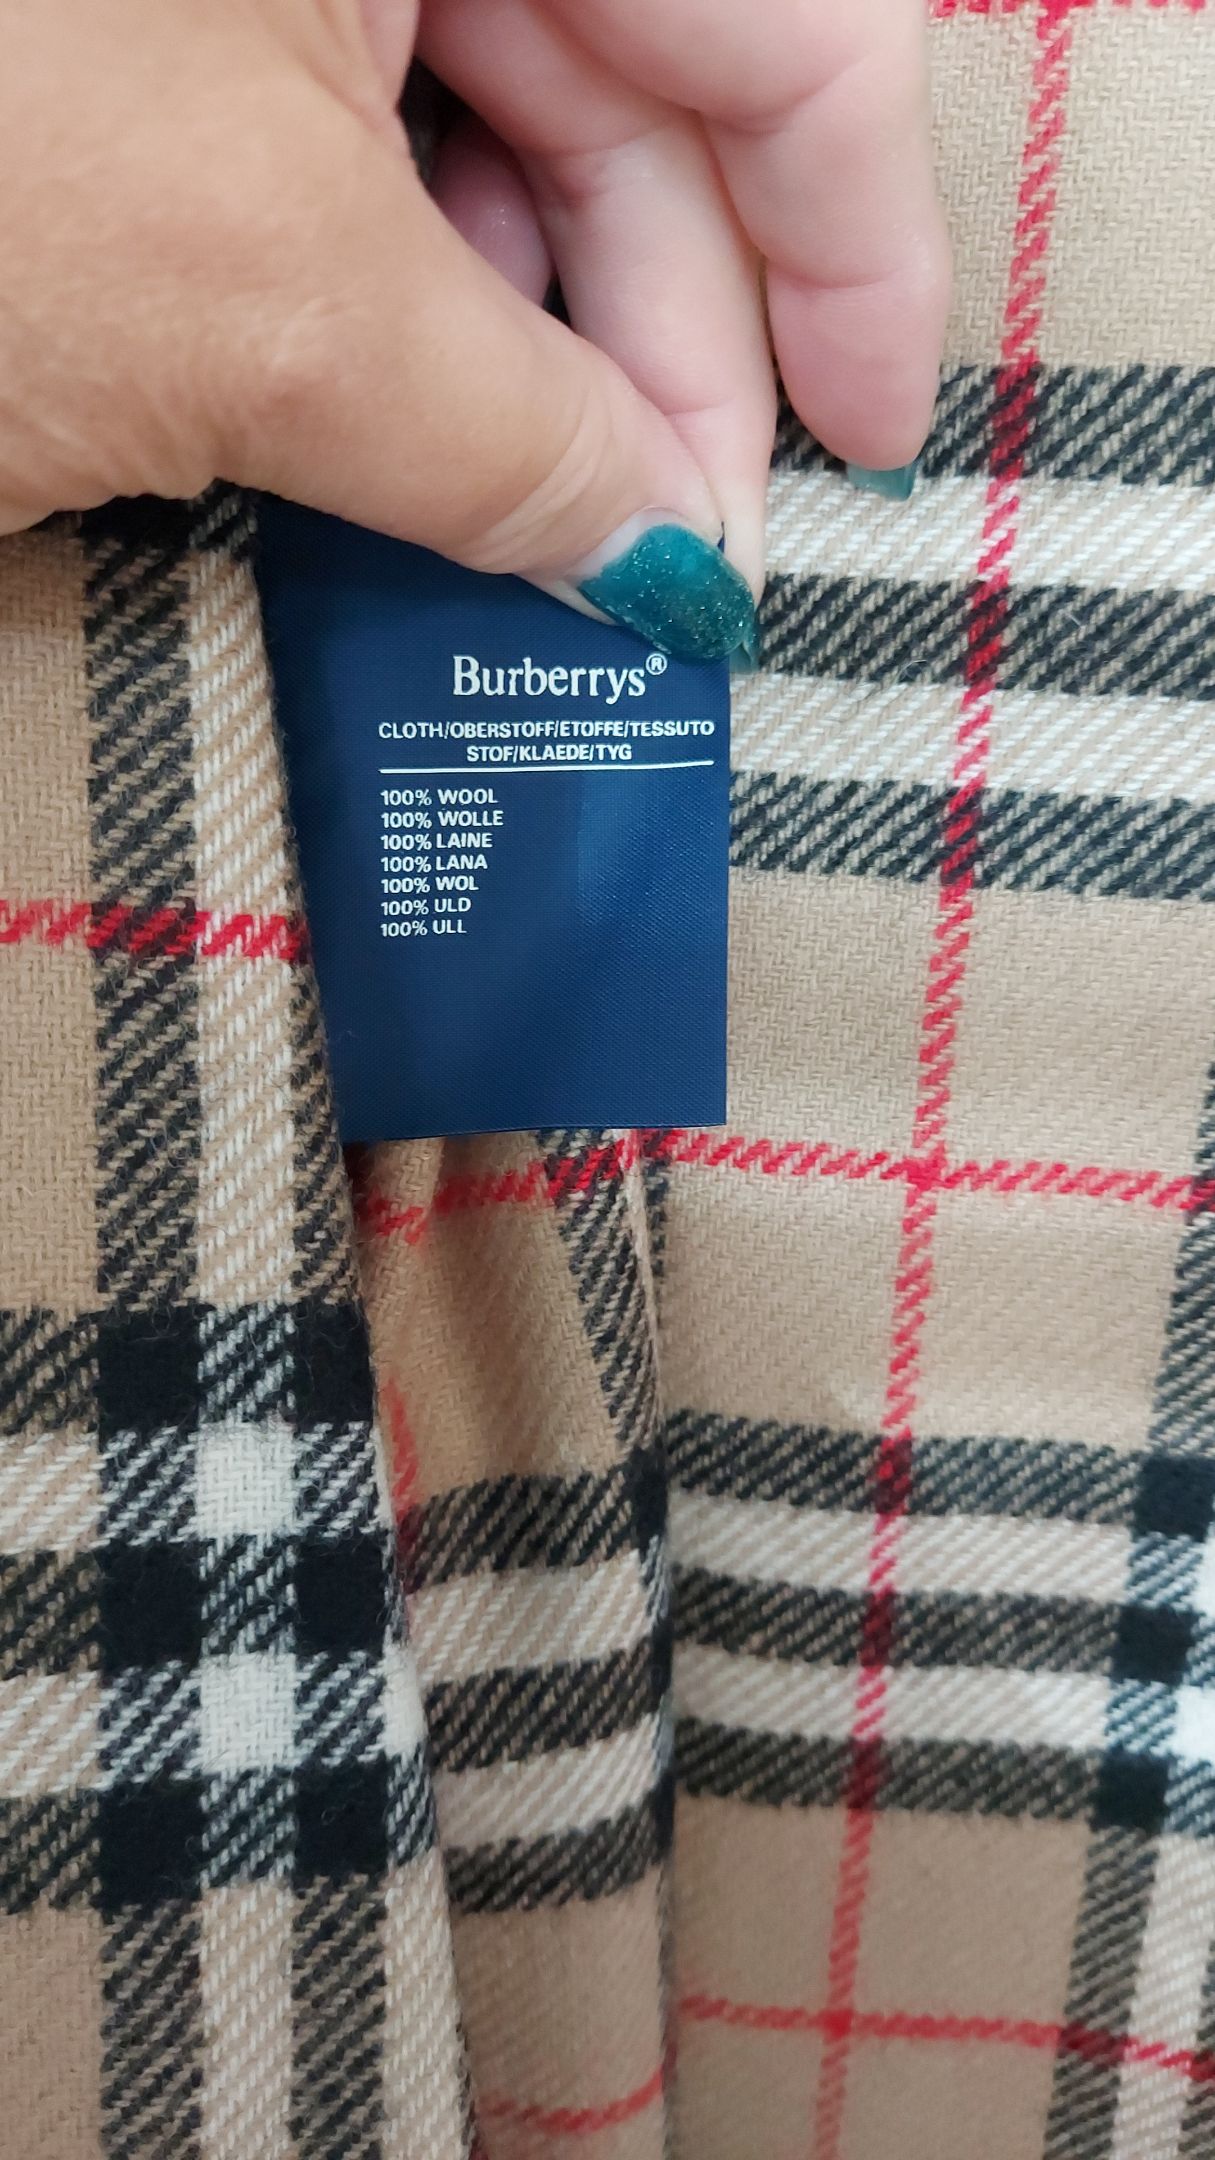 Burberrys®
CLOTH/OBERSTOFF/ETOFFE/TESSUTO
STOF/KLAEDE/TYG
100% WOOL
100% WOLLE
100% LAINE
100% LANA
100% WOL
100% ULD
100% ULL